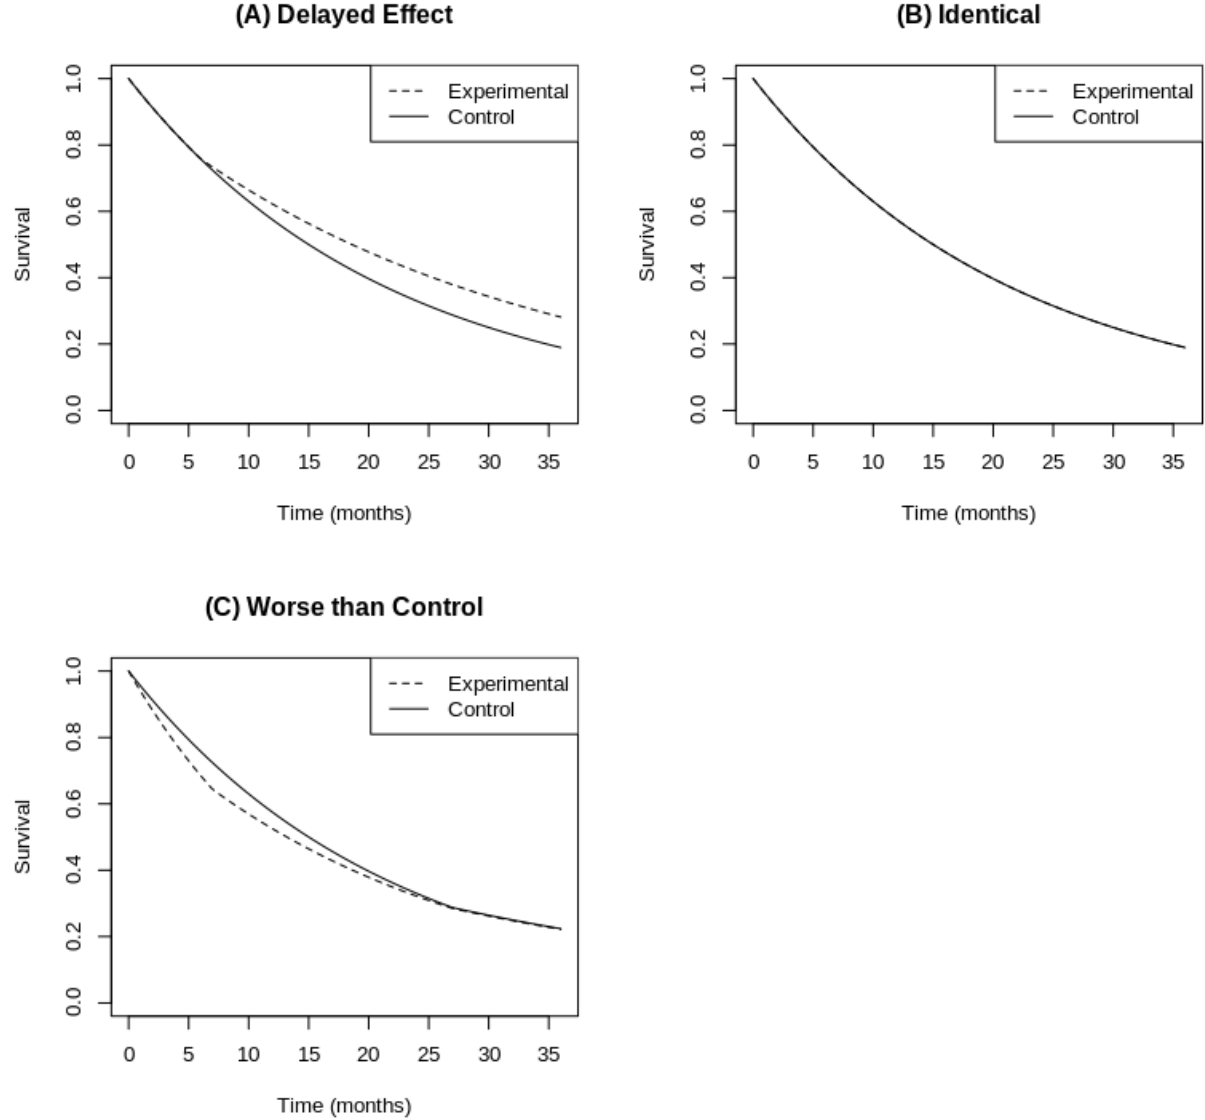 (A) Delayed Effect
Experimental
Control
Survival
0.0 0.2 0.4 0.6 0.8 1.0
0 5 10 15 20 25 30 35
Time (months)
(B) Identical
Experimental
Control
Survival
0.0 0.2 0.4 0.6 0.8 1.0
0 5 10 15 20 25 30 35
Time (months)
(C) Worse than Control
Experimental
Control
Survival
0.0 0.2 0.4 0.6 0.8 1.0
0 5 10 15 20 25 30 35
Time (months)